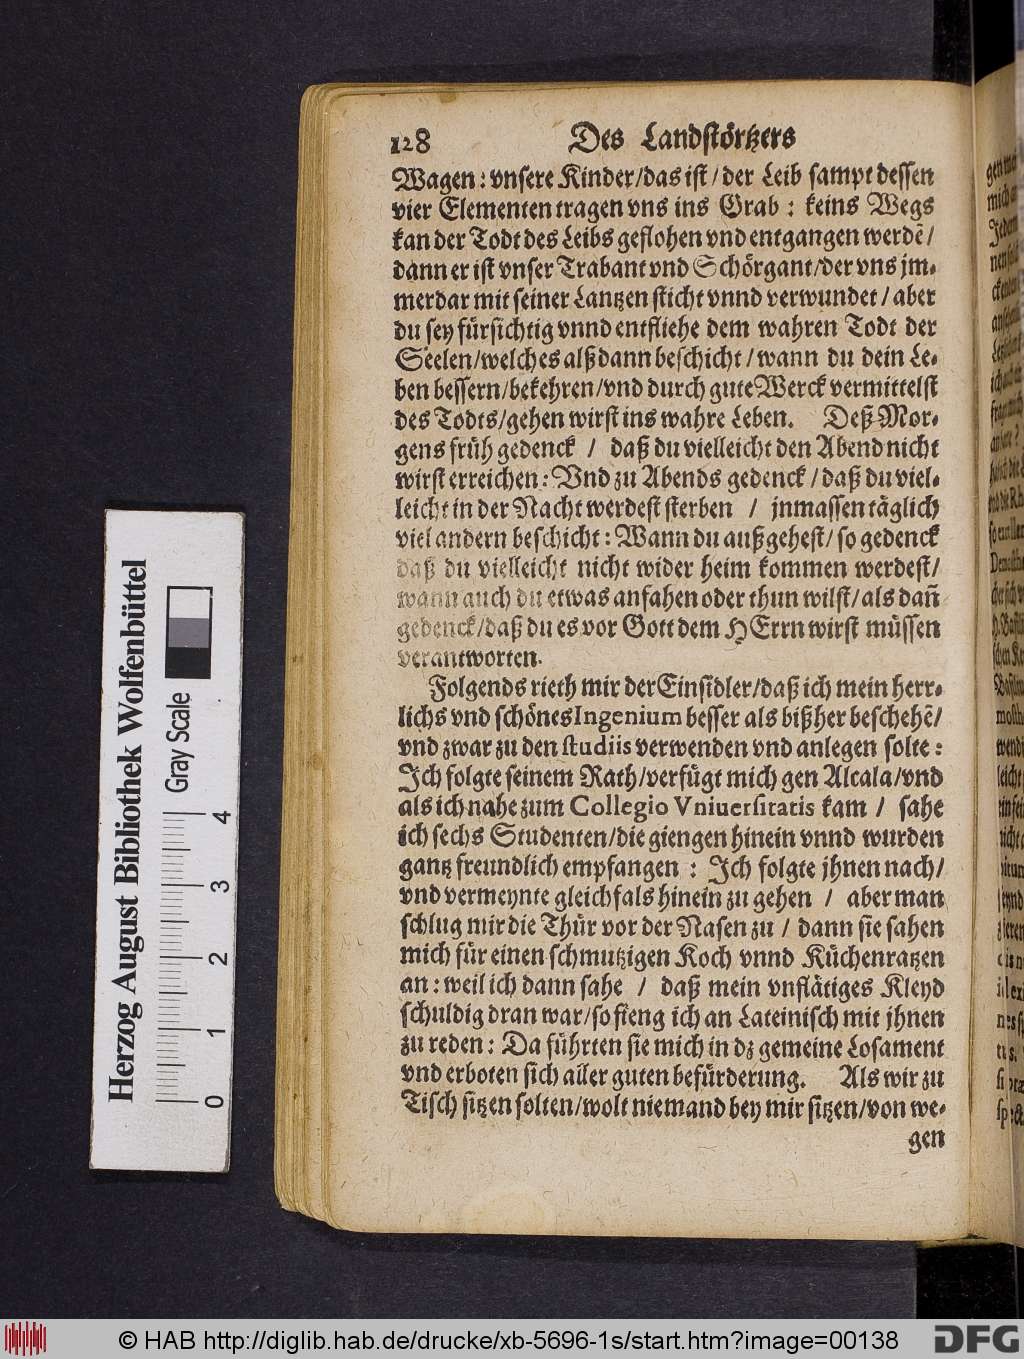 128 Des Landstörtzers
Wagen: vnsere Kinder/das ist/der Leib sampt dessen
vier Elementen tragen vns ins Grab: keins Wegs
kan der Todt des Leibs geflohen vnd entgangen werdẽ/
dann er ist vnser Trabant vnd Schörgant/der vns jm-
merdar mit seiner Lantzen sticht vnnd verwundet/aber
du sey fürsichtig vnnd entfliehe dem wahren Todt der
Seelen/welches alßdann beschicht/wann du dein Le-
ben bessern/bekehren/vnd durch gute Werck vermittelst
des Todts/gehen wirst ins wahre Leben. Deß Mor-
gens früh gedenck / daß du vielleicht den Abend nicht
wirst erreichen: Vnd zu Abends gedenck/daß du viel-
leicht in der Nacht werdest sterben / jnmassen täglich
viel andern beschicht: Wann du außgehest/so gedenck
daß du vielleicht nicht wider heim kommen werdest/
wann auch du etwas anfahen oder thun wilst/als dañ
gedenck/daß du es vor Gott dem HErrn wirst müssen
verantworten.
Folgends rieth mir der Einsidler/daß ich mein herr-
lichs vnd schönes Ingenium besser als bißher beschehẽ/
vnd zwar zu den studiis verwenden vnd anlegen solte:
Ich folgte seinem Rath/verfügt mich gen Alcala/vnd
als ich nahe zum Collegio Vniuersitatis kam / sahe
ich sechs Studenten/die giengen hinein vnnd wurden
gantz freundlich empfangen: Ich folgte jhnen nach/
vnd vermeynte gleichfals hinein zu gehen / aber man
schlug mir die Thür vor der Nasen zu / dann sie sahen
mich für einen schmutzigen Koch vnnd Küchenratzen
an: weil ich dann sahe / daß mein vnflätiges Kleyd
schuldig dran war/so fieng ich an Lateinisch mit jhnen
zu reden: Da führten sie mich in dz gemeine Losament
vnd erboten sich aller guten befürderung. Als wir zu
Tisch sitzen solten/wolt niemand bey mir sitzen/von we-
gen
Herzog August Bibliothek Wolfenbüttel
Gray Scale
0 1 2 3 4
© HAB http://diglib.hab.de/drucke/xb-5696-1s/start.htm?image=00138
DFG